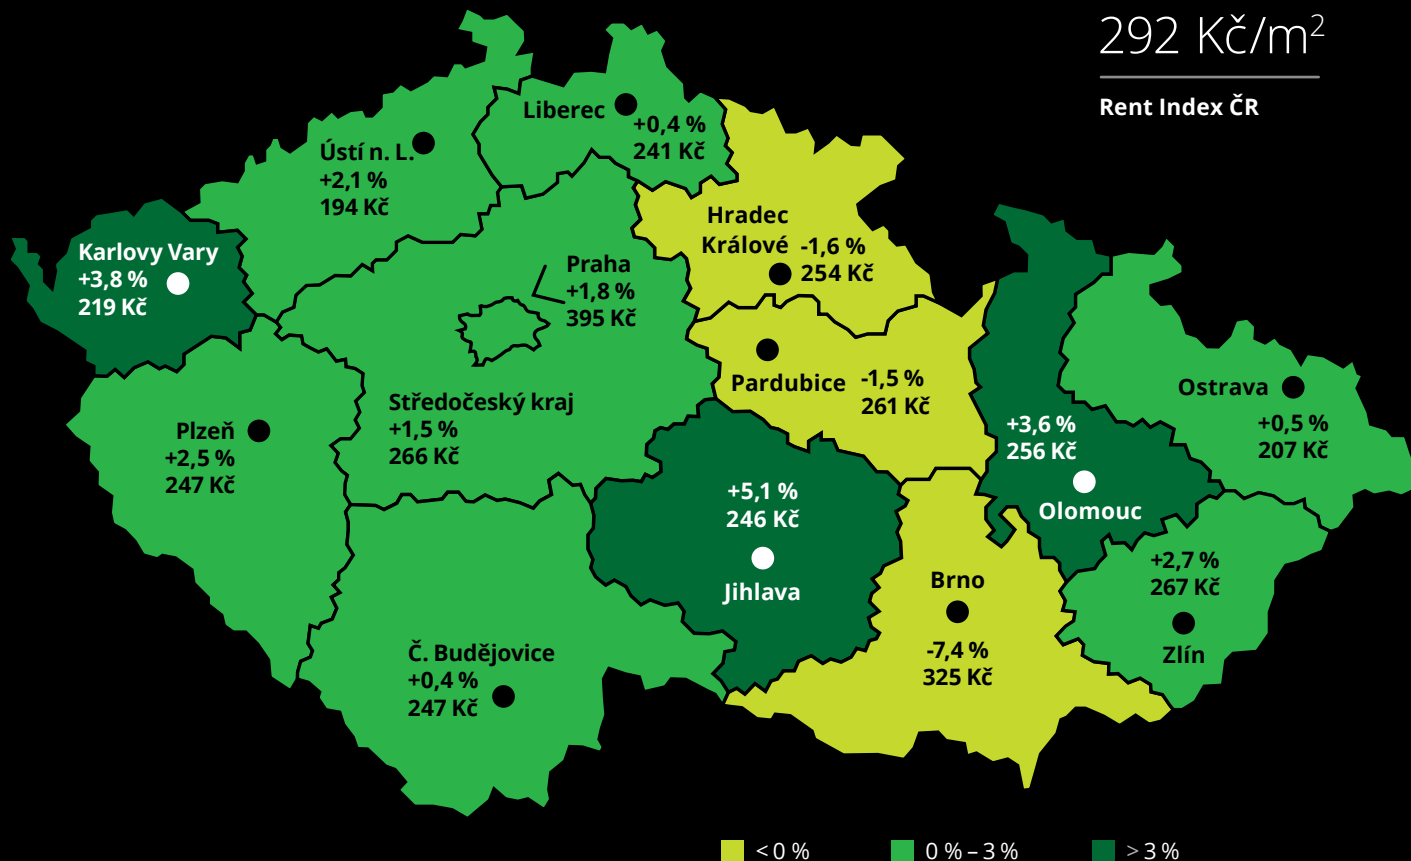 292 Kč/m²
Rent Index ČR
Liberec
+0,4 %
241 Kč
Ústí n. L.
+2,1 %
194 Kč
Karlovy Vary
+3,8 %
219 Kč
Hradec
Králové
-1,6 %
254 Kč
Praha
+1,8 %
395 Kč
Pardubice
-1,5 %
261 Kč
Středočeský kraj
+1,5 %
266 Kč
Plzeň
+2,5 %
247 Kč
Ostrava
+0,5 %
207 Kč
+3,6 %
256 Kč
Olomouc
+5,1 %
246 Kč
Jihlava
Brno
-7,4 %
325 Kč
+2,7 %
267 Kč
Zlín
Č. Budějovice
+0,4 %
247 Kč
< 0 %
0 % – 3 %
> 3 %